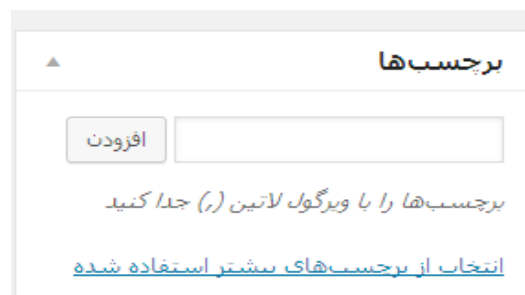 برچسب‌ها
افزودن
برچسب‌ها را با ویرگول لاتین (,) جدا کنید
انتخاب از برچسب‌های بیشتر استفاده شده